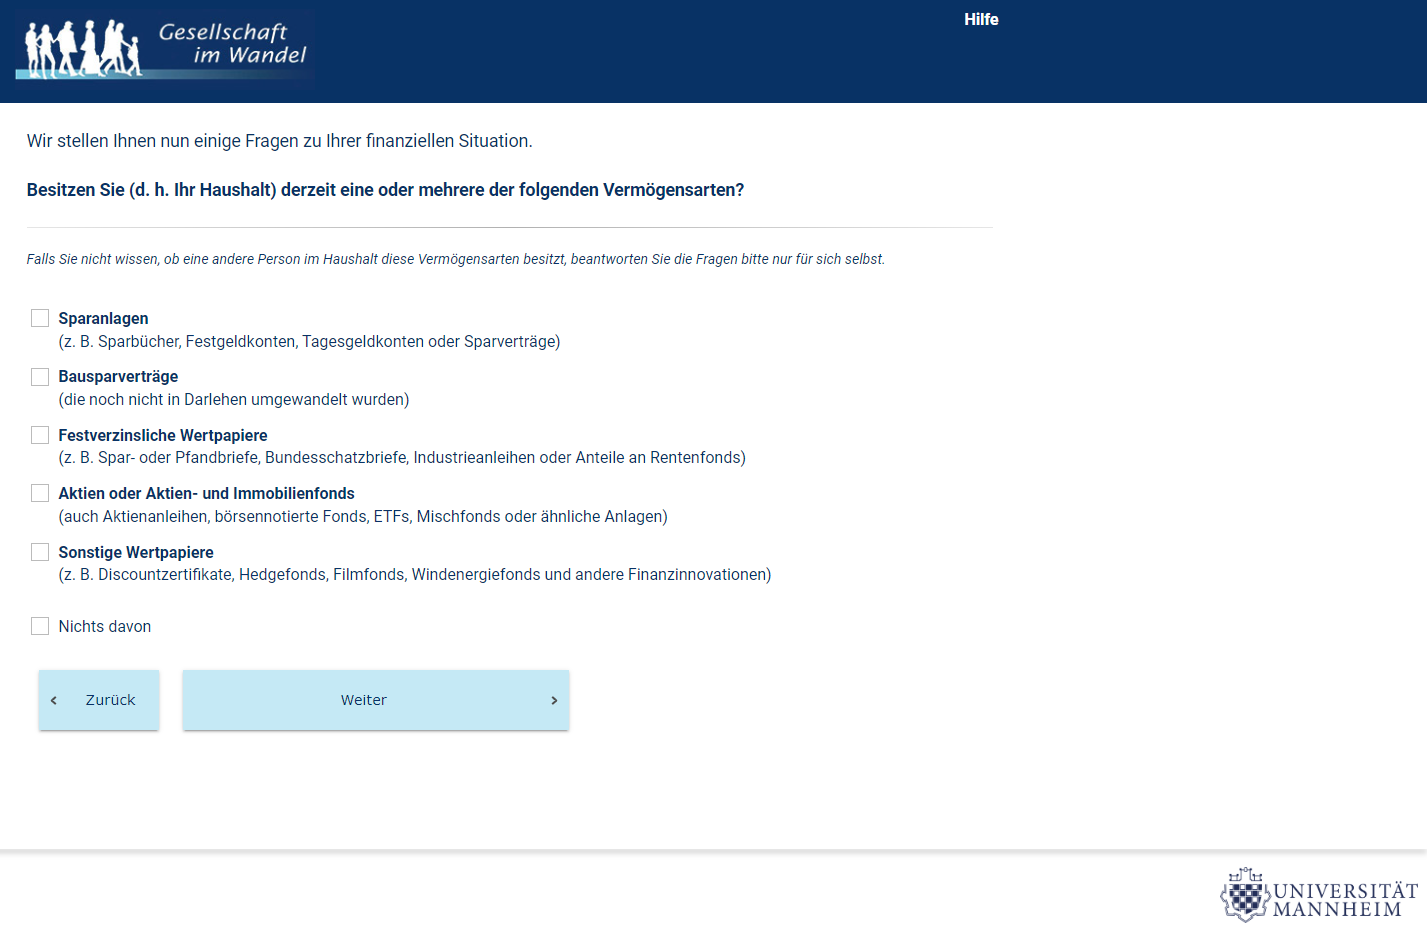 Gesellschaft
im Wandel
Hilfe
Wir stellen Ihnen nun einige Fragen zu Ihrer finanziellen Situation.
Besitzen Sie (d. h. Ihr Haushalt) derzeit eine oder mehrere der folgenden Vermögensarten?
Falls Sie nicht wissen, ob eine andere Person im Haushalt diese Vermögensarten besitzt, beantworten Sie die Fragen bitte nur für sich selbst.
Sparanlagen
(z. B. Sparbücher, Festgeldkonten, Tagesgeldkonten oder Sparverträge)
Bausparverträge
(die noch nicht in Darlehen umgewandelt wurden)
Festverzinsliche Wertpapiere
(z. B. Spar- oder Pfandbriefe, Bundesschatzbriefe, Industrieanleihen oder Anteile an Rentenfonds)
Aktien oder Aktien- und Immobilienfonds
(auch Aktienanleihen, börsennotierte Fonds, ETFs, Mischfonds oder ähnliche Anlagen)
Sonstige Wertpapiere
(z. B. Discountzertifikate, Hedgefonds, Filmfonds, Windenergiefonds und andere Finanzinnovationen)
Nichts davon
Zurück
Weiter
UNIVERSITÄT
MANNHEIM